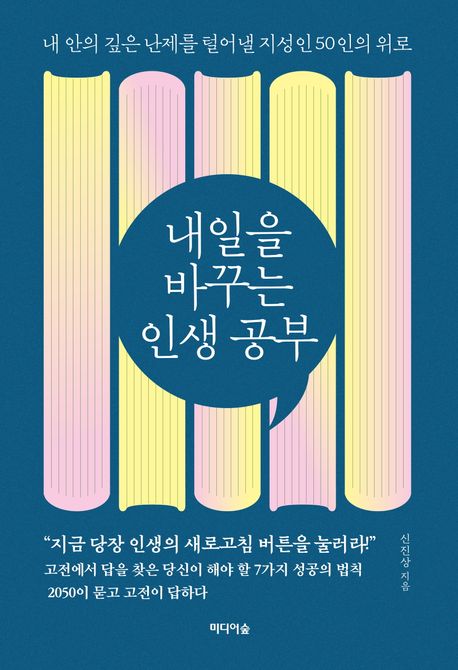 내 안의 깊은 난제를 털어낼 지성인 50인의 위로
내일을
바꾸는
인생 공부
“지금 당장 인생의 새로고침 버튼을 눌러라!”
고전에서 답을 찾은 당신이 해야 할 7가지 성공의 법칙
2050이 묻고 고전이 답하다
신진상 지음
미디어숲